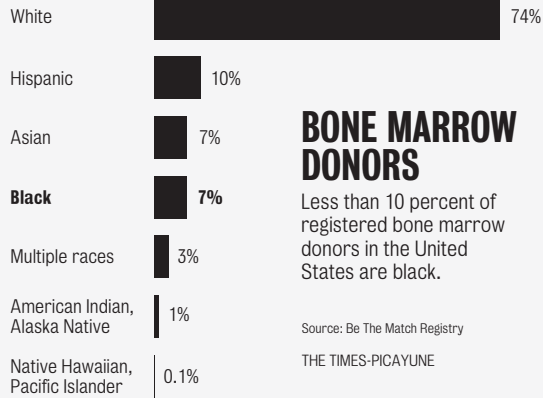 White
74%
Hispanic
10%
Asian
7%
Black
7%
Multiple races
3%
American Indian,
Alaska Native
1%
Native Hawaiian,
Pacific Islander
0.1%
BONE MARROW
DONORS
Less than 10 percent of
registered bone marrow
donors in the United
States are black.
Source: Be The Match Registry
THE TIMES-PICAYUNE